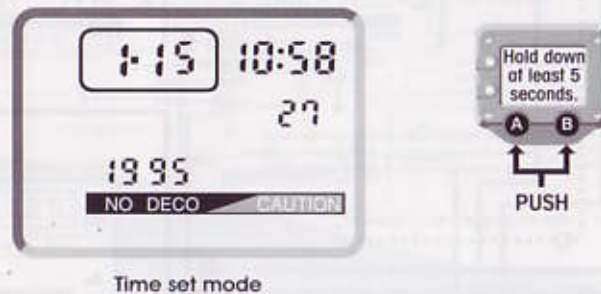 1-15 10:58
27
1995
NO DECO CAUTION
Time set mode
Hold down
at least 5
seconds.
A B
PUSH